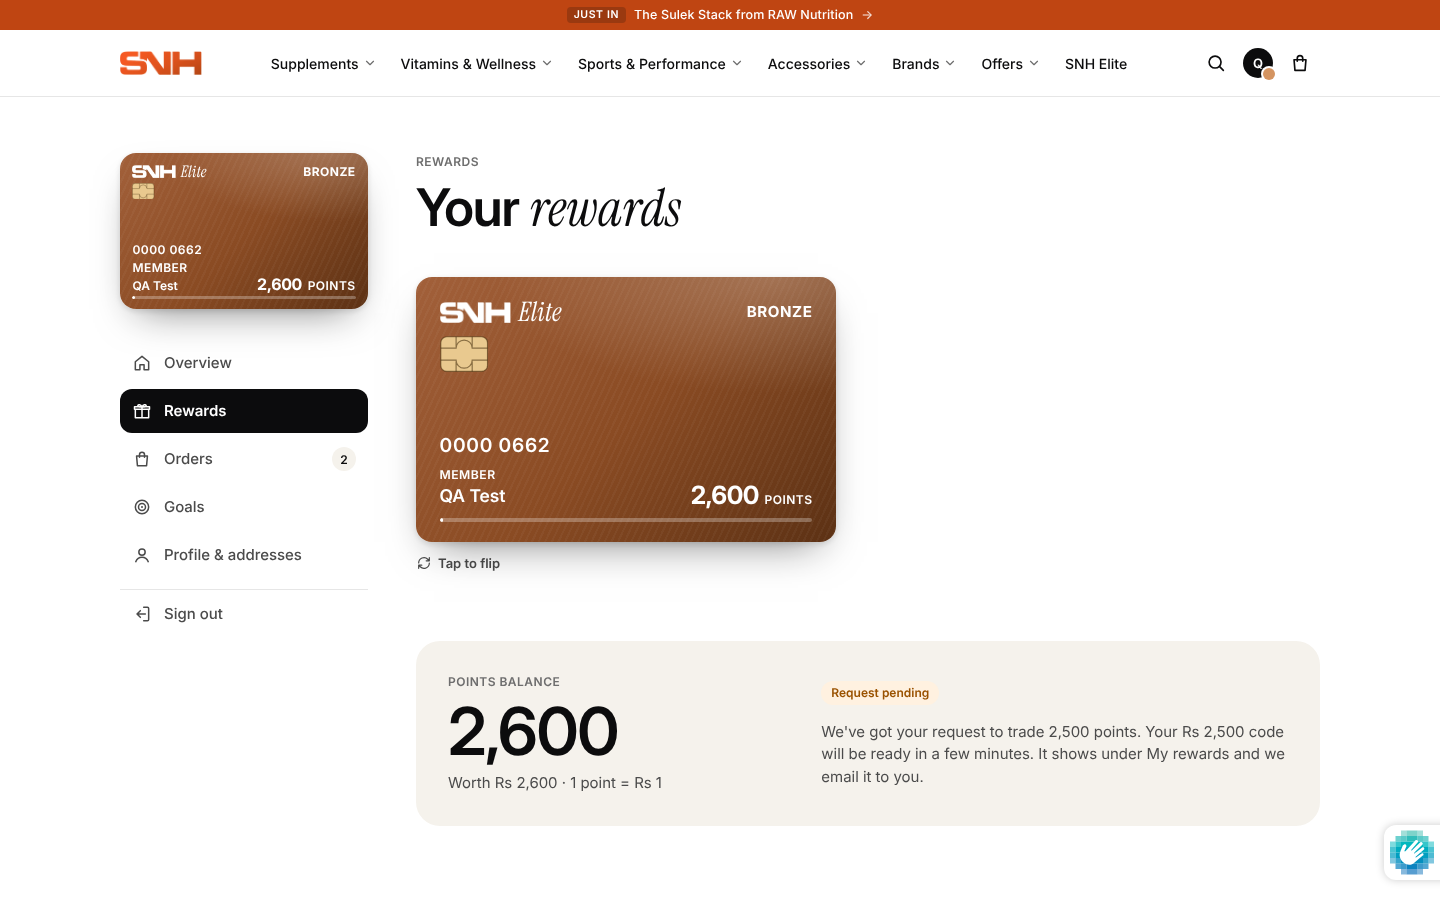 JUST IN The Sulek Stack from RAW Nutrition →
SNH Supplements Vitamins & Wellness Sports & Performance Accessories Brands Offers SNH Elite Q
SNH Elite BRONZE
0000 0662
MEMBER
QA Test 2,600 POINTS
Overview
Rewards
Orders 2
Goals
Profile & addresses
Sign out
REWARDS
Your rewards
SNH Elite BRONZE
0000 0662
MEMBER
QA Test 2,600 POINTS
Tap to flip
POINTS BALANCE
2,600
Worth Rs 2,600 · 1 point = Rs 1
Request pending
We've got your request to trade 2,500 points. Your Rs 2,500 code
will be ready in a few minutes. It shows under My rewards and we
email it to you.